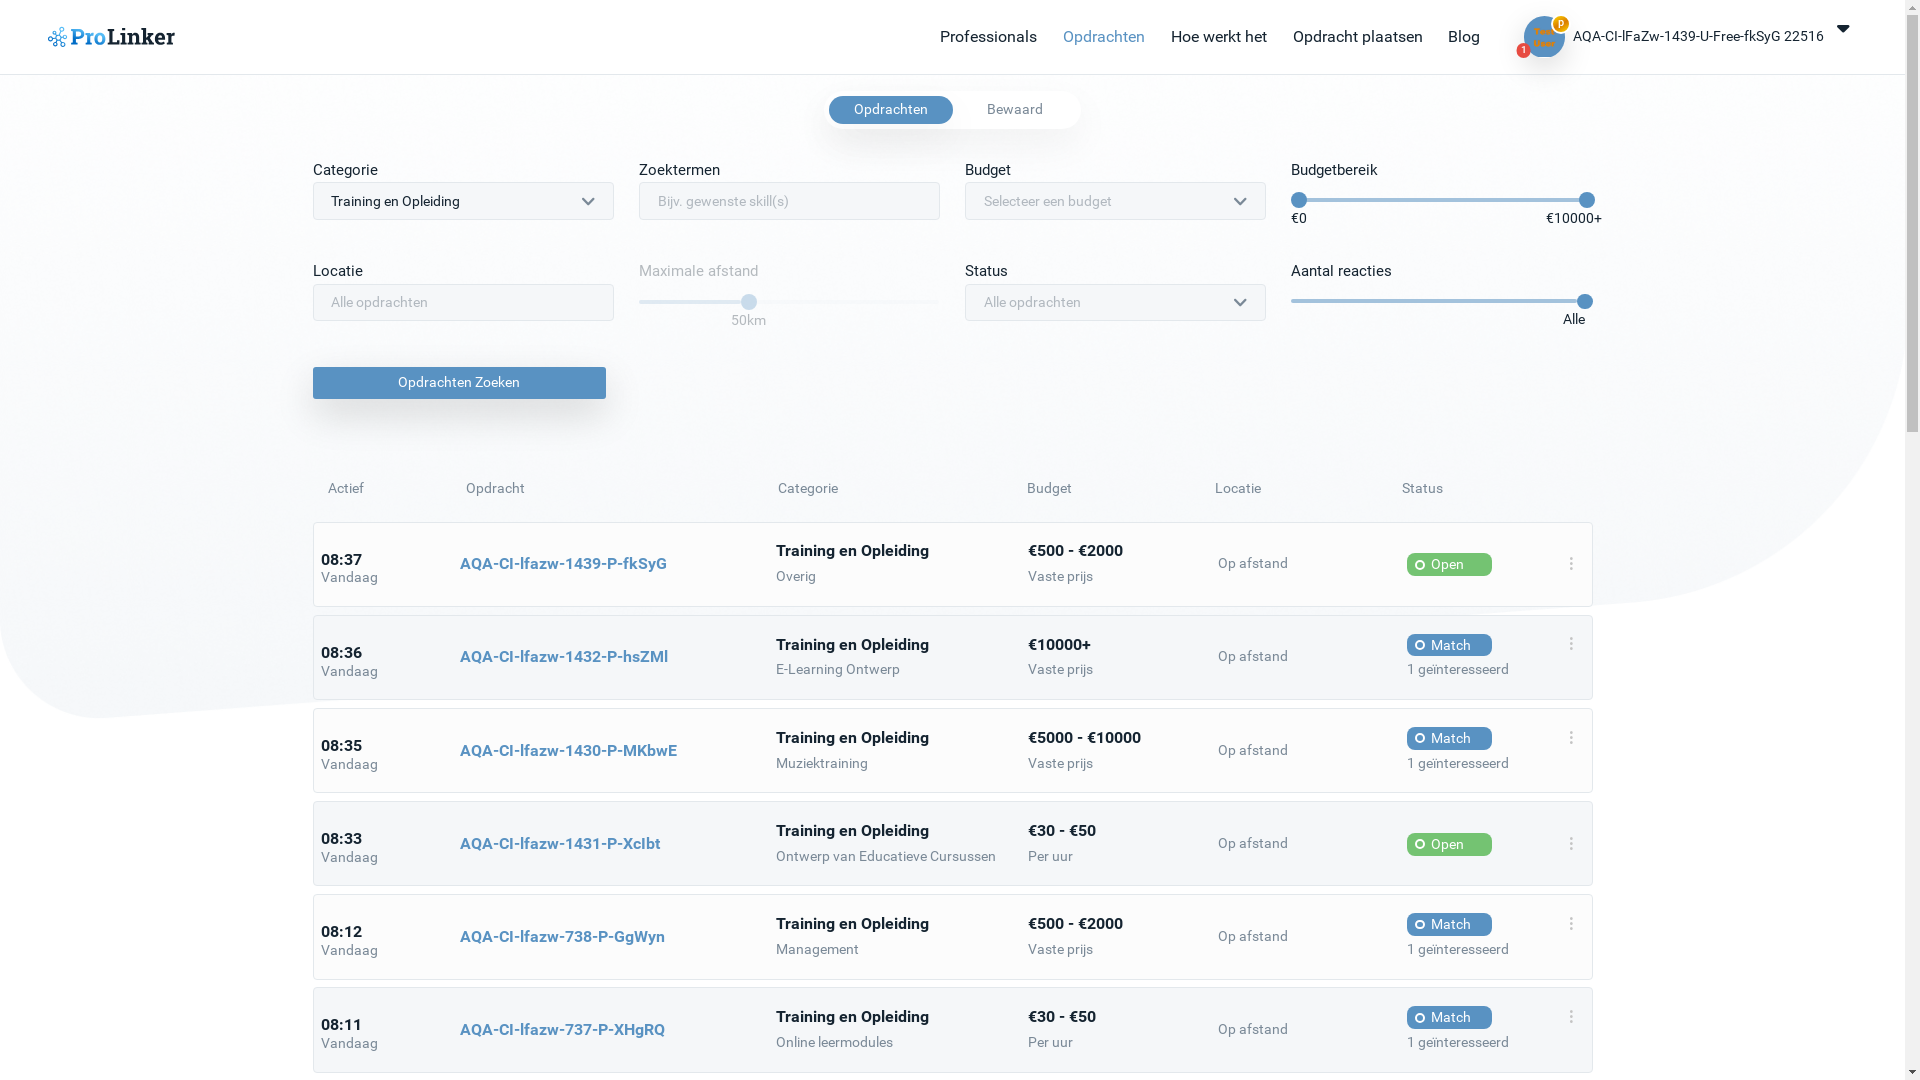 ProLinker
Professionals
Opdrachten
Hoe werkt het
Opdracht plaatsen
Blog
P
1
AQA-CI-lFaZw-1439-U-Free-fkSyG 22516
Opdrachten
Bewaard
Categorie
Zoektermen
Budget
Budgetbereik
Training en Opleiding
Bijv. gewenste skill(s)
Selecteer een budget
€0
€10000+
Locatie
Maximale afstand
Status
Aantal reacties
Alle opdrachten
50km
Alle opdrachten
Alle
Opdrachten Zoeken
Actief
Opdracht
Categorie
Budget
Locatie
Status
08:37
Vandaag
AQA-CI-lfazw-1439-P-fkSyG
Training en Opleiding
Overig
€500 - €2000
Vaste prijs
Op afstand
Open
08:36
Vandaag
AQA-CI-lfazw-1432-P-hsZMl
Training en Opleiding
E-Learning Ontwerp
€10000+
Vaste prijs
Op afstand
Match
1 geïnteresseerd
08:35
Vandaag
AQA-CI-lfazw-1430-P-MKbwE
Training en Opleiding
Muziektraining
€5000 - €10000
Vaste prijs
Op afstand
Match
1 geïnteresseerd
08:33
Vandaag
AQA-CI-lfazw-1431-P-XcIbt
Training en Opleiding
Ontwerp van Educatieve Cursussen
€30 - €50
Per uur
Op afstand
Open
08:12
Vandaag
AQA-CI-lfazw-738-P-GgWyn
Training en Opleiding
Management
€500 - €2000
Vaste prijs
Op afstand
Match
1 geïnteresseerd
08:11
Vandaag
AQA-CI-lfazw-737-P-XHgRQ
Training en Opleiding
Online leermodules
€30 - €50
Per uur
Op afstand
Match
1 geïnteresseerd